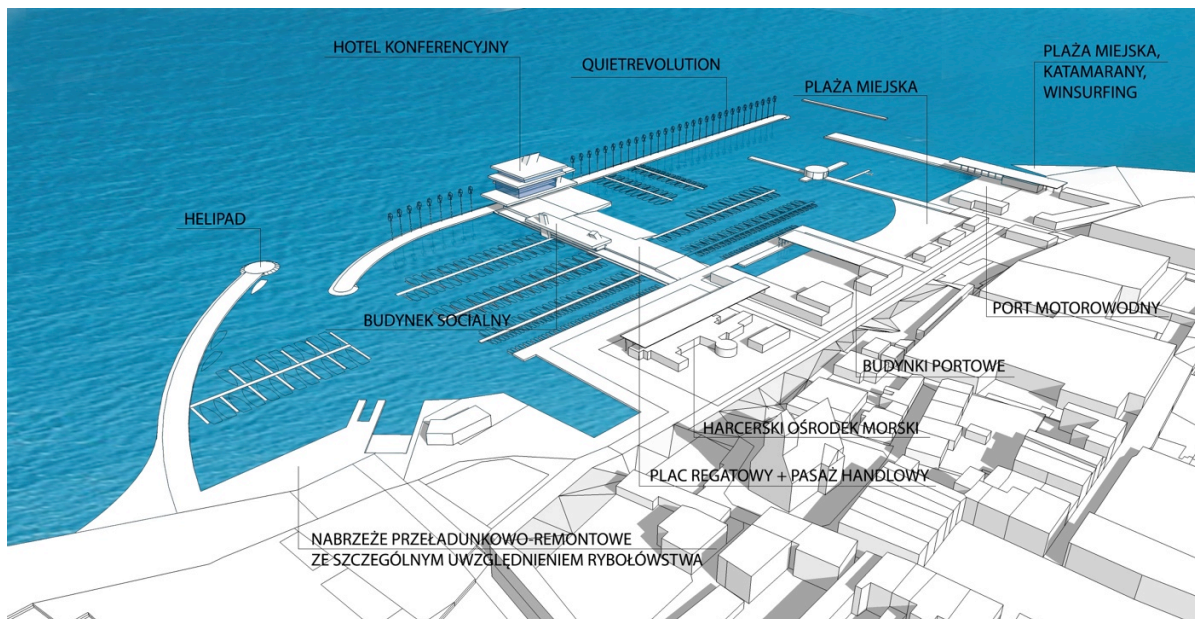 HOTEL KONFERENCYJNY
QUIETREVOLUTION
PLAŻA MIEJSKA
PLAŻA MIEJSKA,
KATAMARANY,
WINSURFING
HELIPAD
BUDYNEK SOCIALNY
PORT MOTOROWODNY
BUDYNKI PORTOWE
HARCERSKI OŚRODEK MORSKI
PLAC REGATOWY + PASAŻ HANDLOWY
NABRZEŻE PRZEŁADUNKOWO-REMONTOWE
ZE SZCZEGÓLNYM UWZGLĘDNIENIEM RYBOŁÓWSTWA